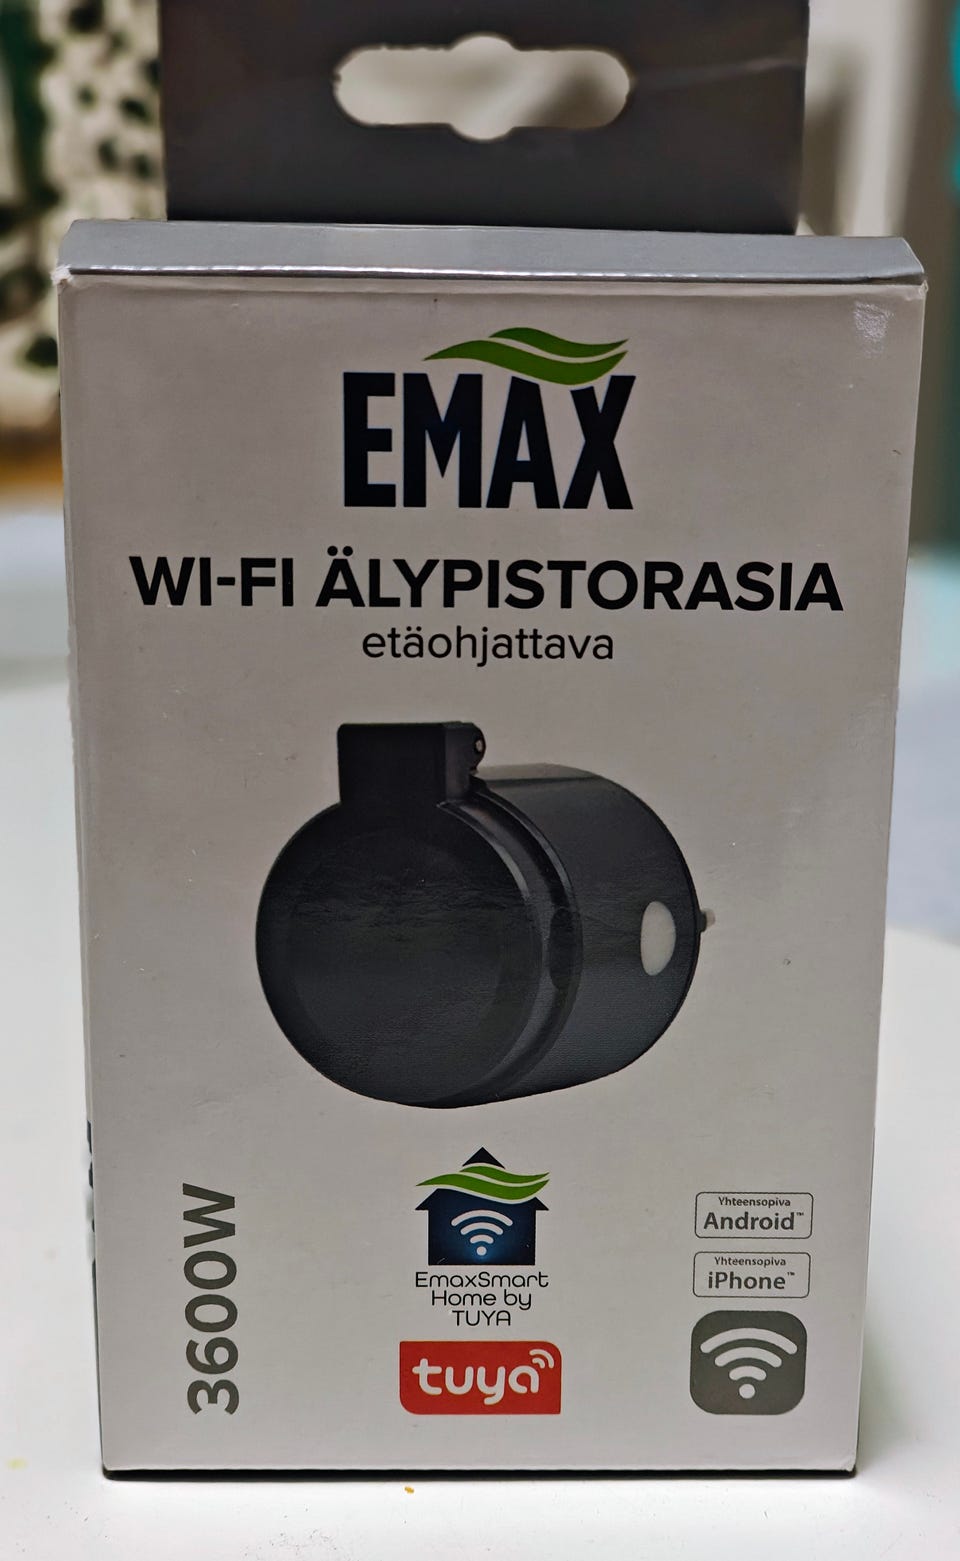 EMAX
WI-FI ÄLYPISTORASIA
etäohjattava
3600W
EmaxSmart
Home by
TUYA
tuya
Yhteensopiva
Android™
Yhteensopiva
iPhone™